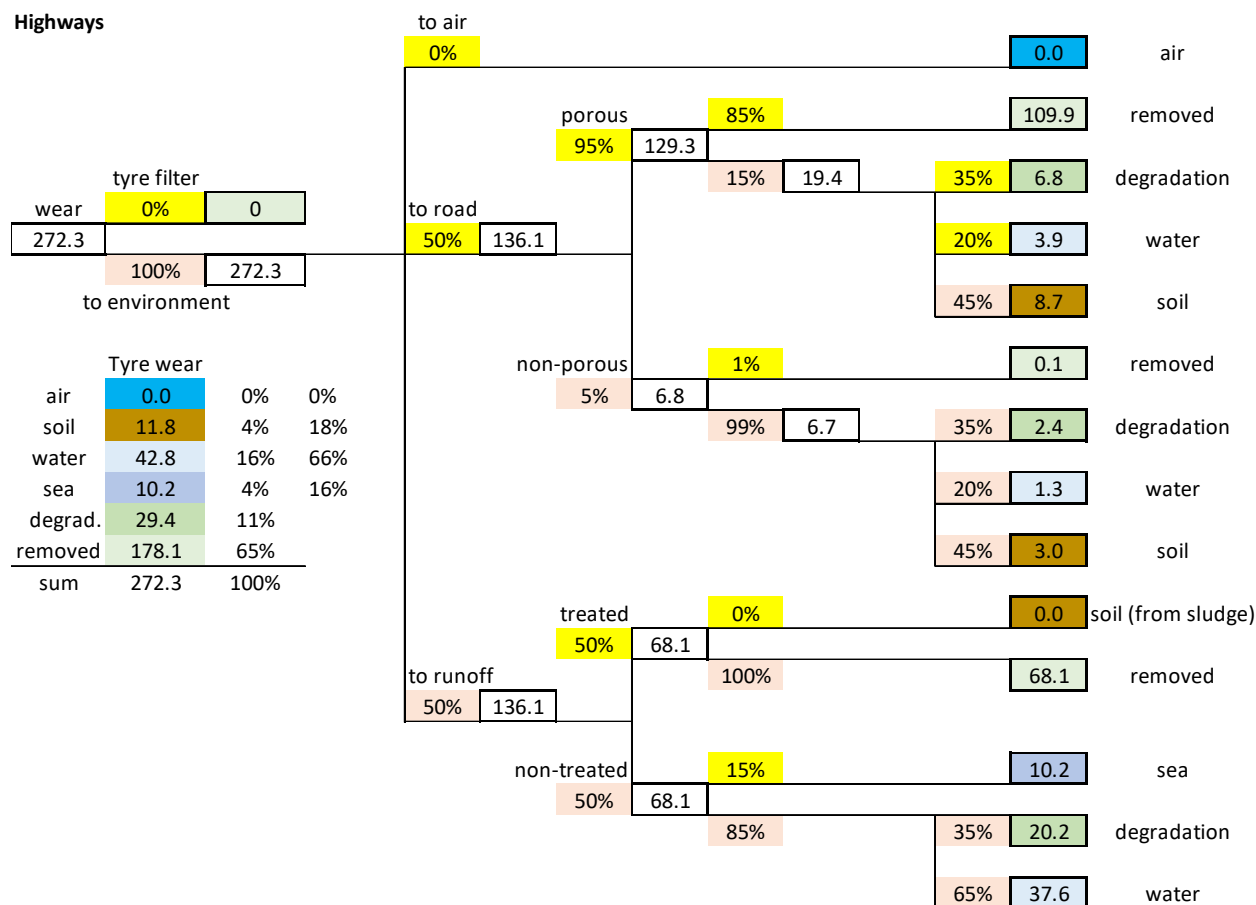 Highways
to air
0% 0.0 air
porous 85% 109.9 removed
95% 129.3
tyre filter 15% 19.4 35% 6.8 degradation
wear 0% 0 to road
272.3 50% 136.1 20% 3.9 water
100% 272.3
to environment 45% 8.7 soil
Tyre wear non-porous 1% 0.1 removed
air 0.0 0% 0% 5% 6.8
soil 11.8 4% 18% 99% 6.7 35% 2.4 degradation
water 42.8 16% 66%
sea 10.2 4% 16% 20% 1.3 water
degrad. 29.4 11%
removed 178.1 65% 45% 3.0 soil
sum 272.3 100%
treated 0% 0.0 soil (from sludge)
50% 68.1
to runoff 100% 68.1 removed
50% 136.1
non-treated 15% 10.2 sea
50% 68.1
85% 35% 20.2 degradation
65% 37.6 water